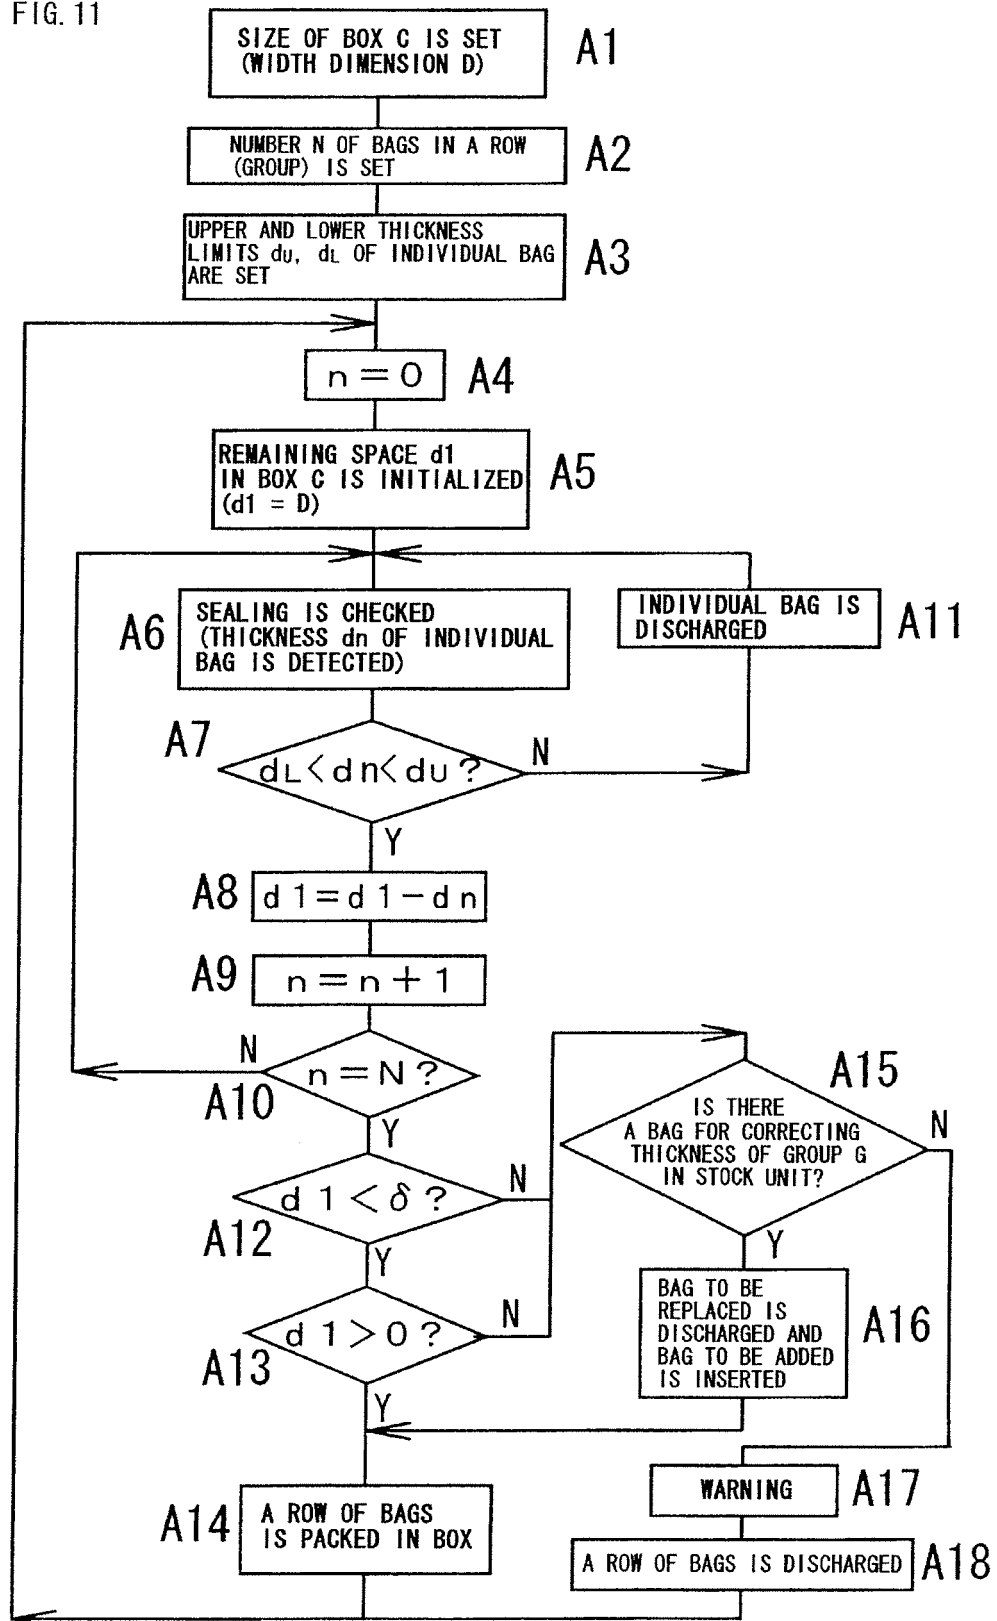 FIG. 11
SIZE OF BOX C IS SET
(WIDTH DIMENSION D)
A1
NUMBER N OF BAGS IN A ROW
(GROUP) IS SET
A2
UPPER AND LOWER THICKNESS
LIMITS dU, dL OF INDIVIDUAL BAG
ARE SET
A3
n=0
A4
REMAINING SPACE d1
IN BOX C IS INITIALIZED
(d1 = D)
A5
A6
SEALING IS CHECKED
(THICKNESS dn OF INDIVIDUAL
BAG IS DETECTED)
INDIVIDUAL BAG IS
DISCHARGED
A11
A7
dL<dn<dU?
N
Y
A8
d1=d1-dn
A9
n=n+1
N
n=N?
A10
Y
A15
IS THERE
A BAG FOR CORRECTING
THICKNESS OF GROUP G
IN STOCK UNIT?
N
Y
d1<δ?
N
A12
Y
d1>0?
N
A13
Y
BAG TO BE
REPLACED IS
DISCHARGED AND
BAG TO BE ADDED
IS INSERTED
A16
WARNING
A17
A14
A ROW OF BAGS
IS PACKED IN BOX
A ROW OF BAGS IS DISCHARGED
A18